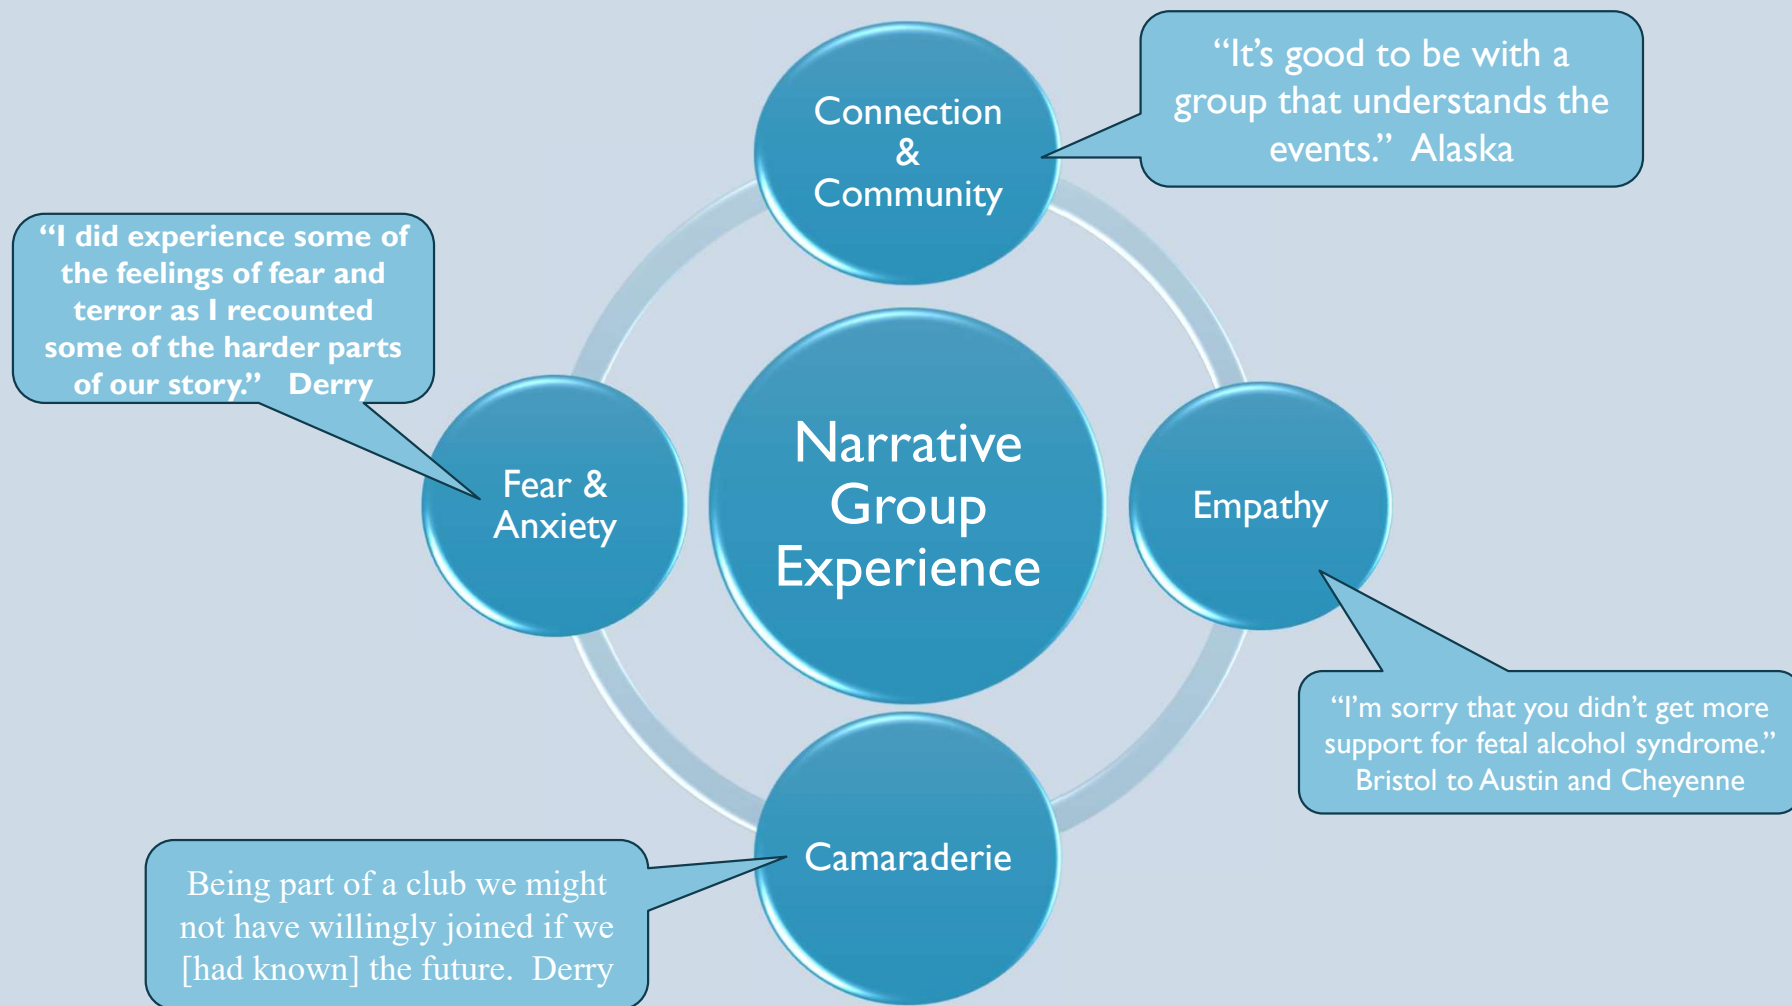 Connection
&
Community
“It’s good to be with a
group that understands the
events.” Alaska
“I did experience some of
the feelings of fear and
terror as I recounted
some of the harder parts
of our story.” Derry
Fear &
Anxiety
Narrative
Group
Experience
Empathy
“I’m sorry that you didn’t get more
support for fetal alcohol syndrome.”
Bristol to Austin and Cheyenne
Camaraderie
Being part of a club we might
not have willingly joined if we
[had known] the future. Derry